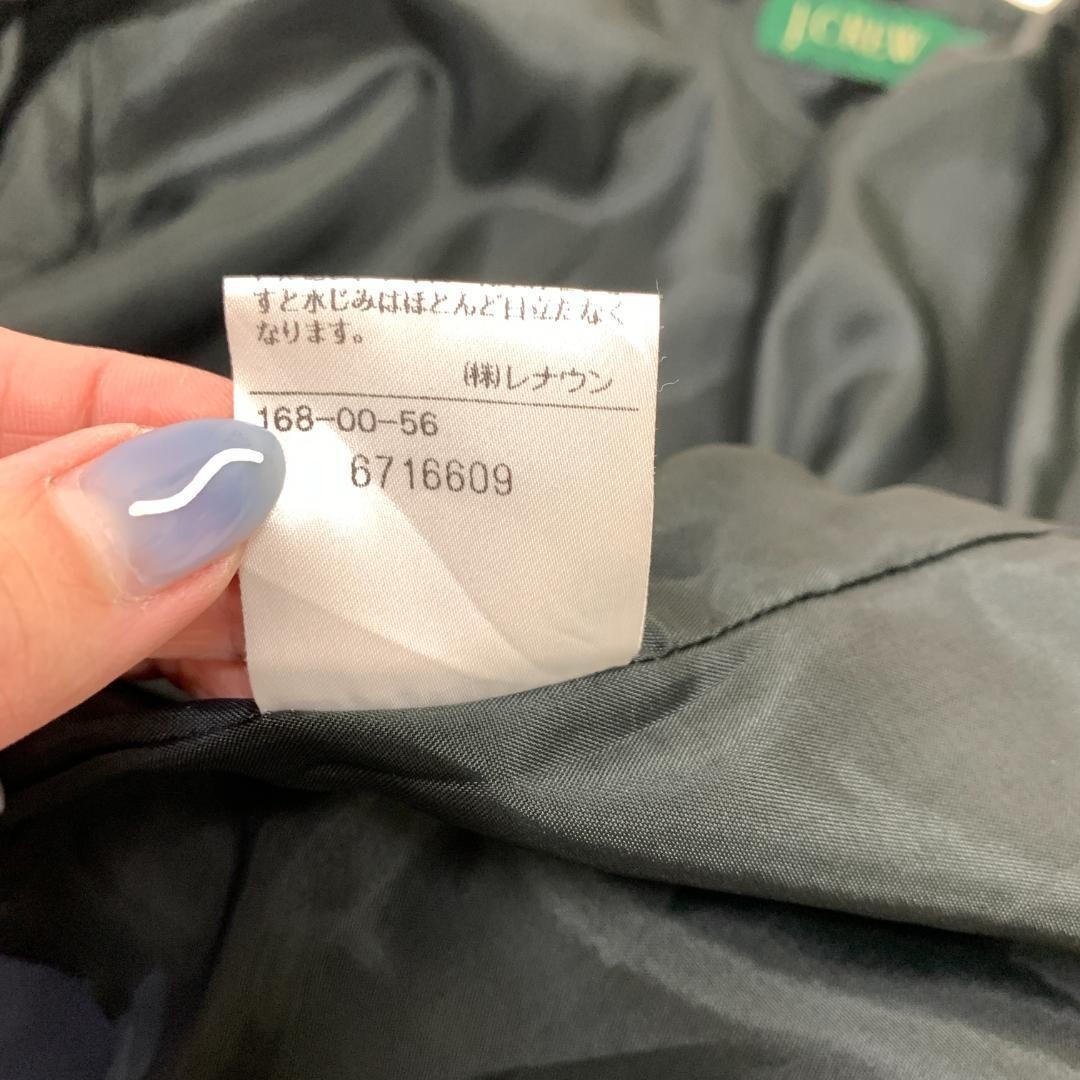 J.CREW
すと水じみはほとんど目立たなく
なります。
(株)レナウン
168-00-56
6716609